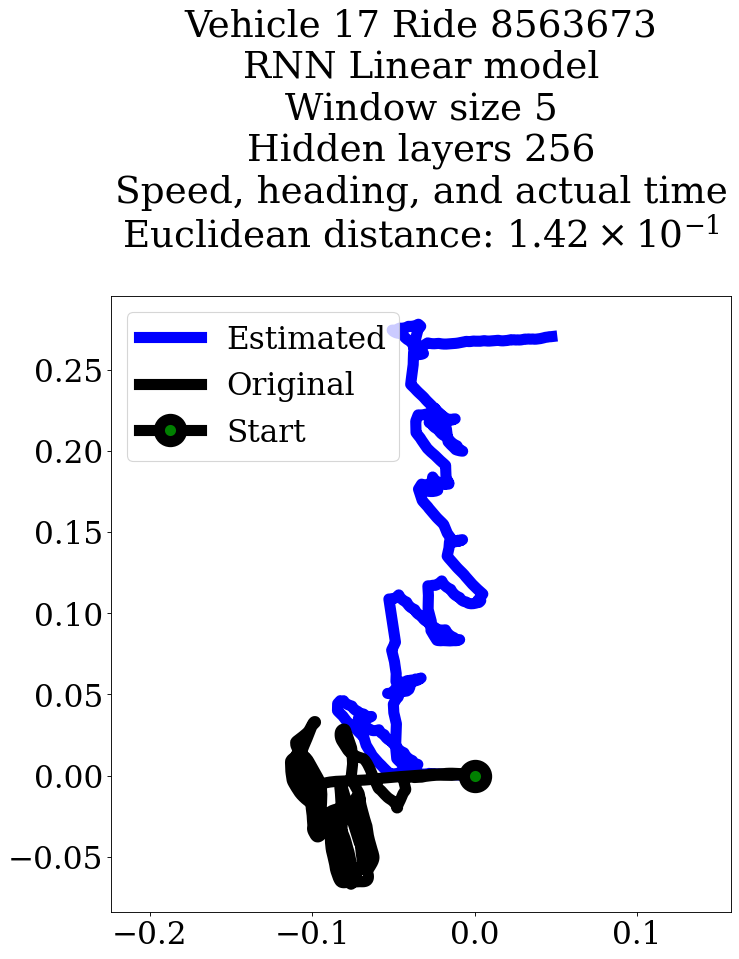 Vehicle 17 Ride 8563673
RNN Linear model
Window size 5
Hidden layers 256
Speed, heading, and actual time
Euclidean distance: 1.42 × 10⁻¹
Estimated
Original
Start
0.25
0.20
0.15
0.10
0.05
0.00
−0.05
−0.2 −0.1 0.0 0.1